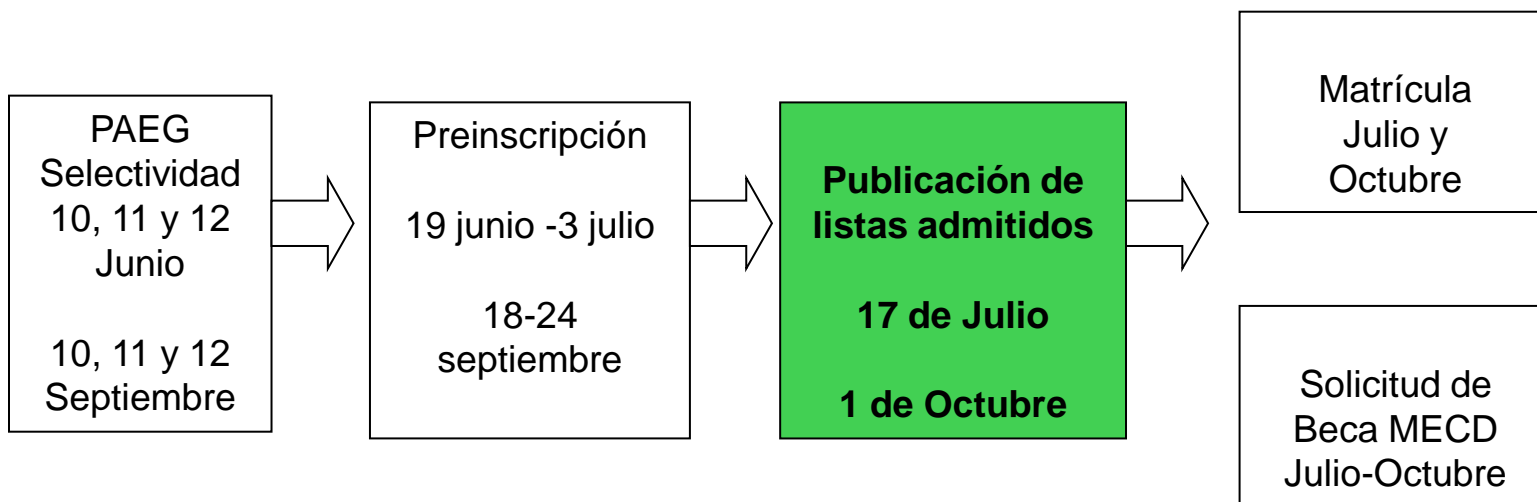 PAEG
Selectividad
10, 11 y 12
Junio
10, 11 y 12
Septiembre
Preinscripción
19 junio -3 julio
18-24
septiembre
Publicación de
listas admitidos
17 de Julio
1 de Octubre
Matrícula
Julio y
Octubre
Solicitud de
Beca MECD
Julio-Octubre